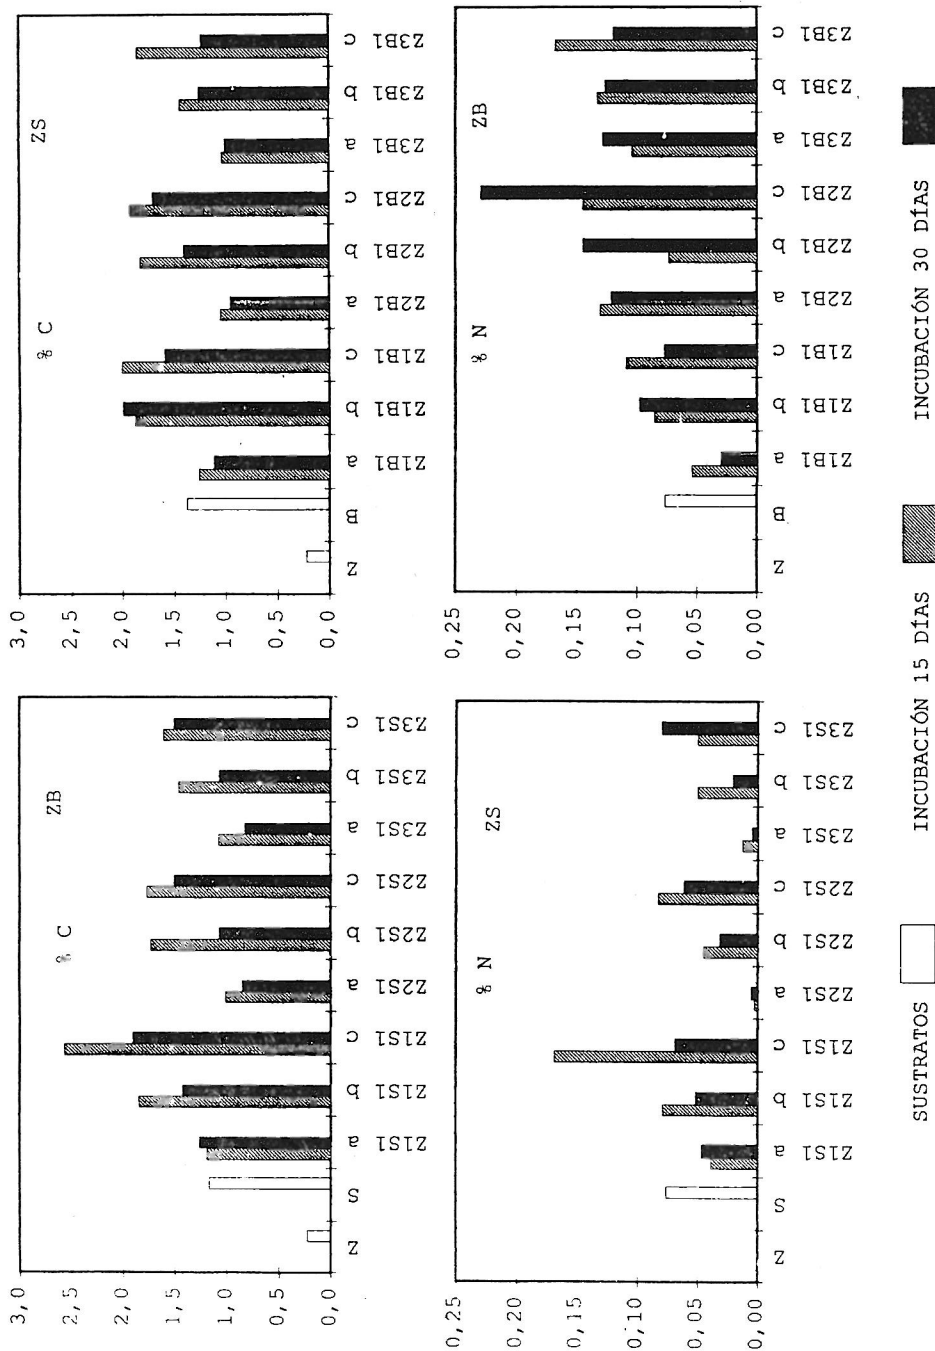 % C
ZB
3,0
2,5
2,0
1,5
1,0
0,5
0,0
Z
S
Z1S1 a
Z1S1 b
Z1S1 c
Z2S1 a
Z2S1 b
Z2S1 c
Z3S1 a
Z3S1 b
Z3S1 c
% C
ZS
3,0
2,5
2,0
1,5
1,0
0,5
0,0
Z
B
Z1B1 a
Z1B1 b
Z1B1 c
Z2B1 a
Z2B1 b
Z2B1 c
Z3B1 a
Z3B1 b
Z3B1 c
% N
ZS
0,25
0,20
0,15
0,10
0,05
0,00
Z
S
Z1S1 a
Z1S1 b
Z1S1 c
Z2S1 a
Z2S1 b
Z2S1 c
Z3S1 a
Z3S1 b
Z3S1 c
% N
ZB
0,25
0,20
0,15
0,10
0,05
0,00
Z
B
Z1B1 a
Z1B1 b
Z1B1 c
Z2B1 a
Z2B1 b
Z2B1 c
Z3B1 a
Z3B1 b
Z3B1 c
SUSTRATOS
INCUBACIÓN 15 DÍAS
INCUBACIÓN 30 DÍAS